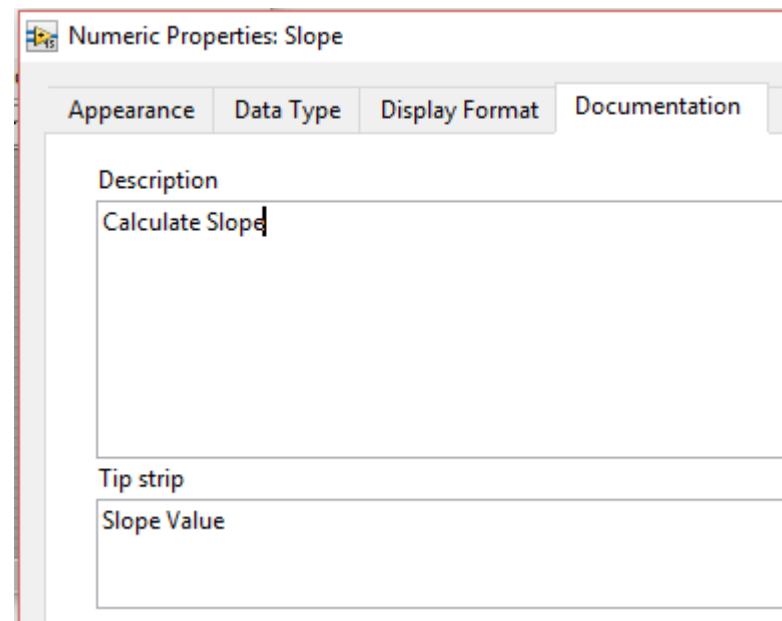 Numeric Properties: Slope
Appearance Data Type Display Format Documentation
Description
Calculate Slope
Tip strip
Slope Value